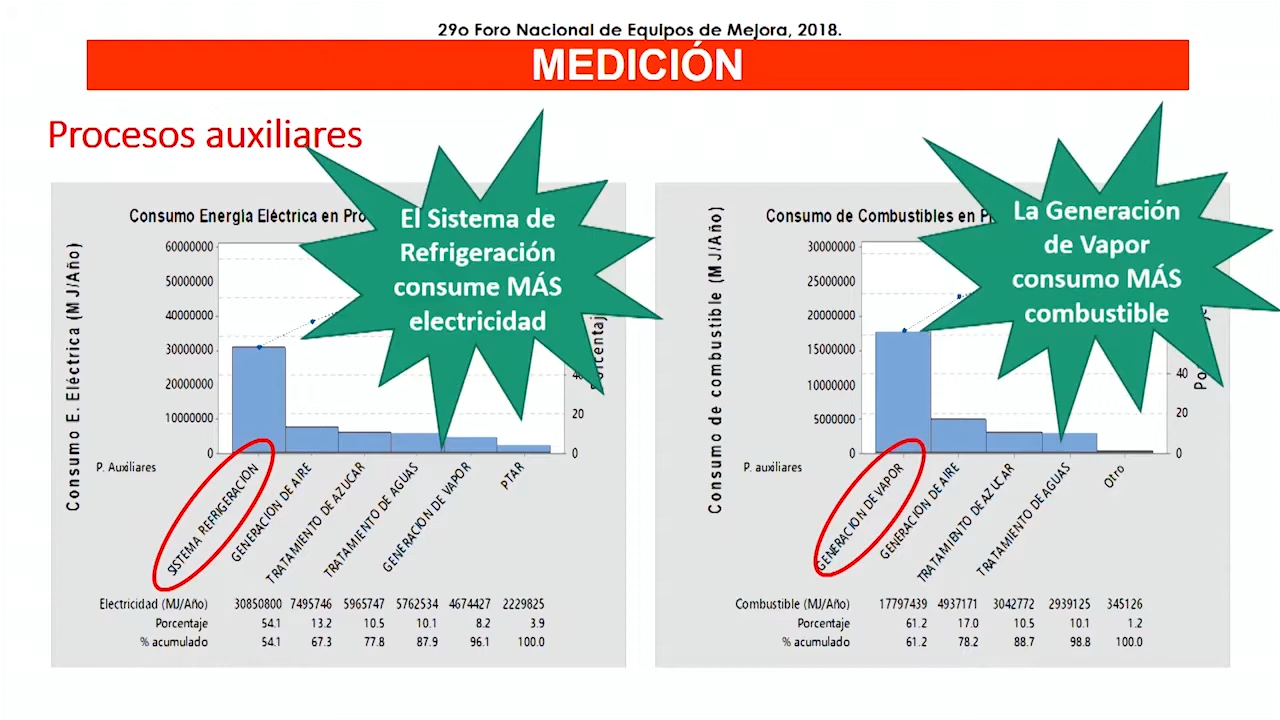 29o Foro Nacional de Equipos de Mejora, 2018.
MEDICIÓN
Procesos auxiliares
Consumo Energía Eléctrica en
El Sistema de
Refrigeración
consume MÁS
electricidad
Consumo E. Eléctrica (MJ/Año)
60000000
50000000
40000000
30000000
20000000
10000000
0
20
0
P. Auxiliares
SISTEMA REFRIGERACIÓN
GENERACION DE AIRE
TRATAMIENTO DE AZUCAR
TRATAMIENTO DE AGUAS
GENERACION DE VAPOR
PTAR
Electricidad (MJ/Año) 30850800 7495746 5965747 5762534 4674427 2229825
Porcentaje 54.1 13.2 10.5 10.1 8.2 3.9
% acumulado 54.1 67.3 77.8 87.9 96.1 100.0
Consumo de Combustibles en
La Generación
de Vapor
consumo MÁS
combustible
Consumo de combustible (MJ/Año)
30000000
25000000
20000000
15000000
10000000
5000000
0
40
20
0
P. auxiliares
GENERACION DE VAPOR
GENERACION DE AIRE
TRATAMIENTO DE AZUCAR
TRATAMIENTO DE AGUAS
Otro
Combustible (MJ/Año) 17797439 4937171 3042772 2939125 345126
Porcentaje 61.2 17.0 10.5 10.1 1.2
% acumulado 61.2 78.2 88.7 98.8 100.0